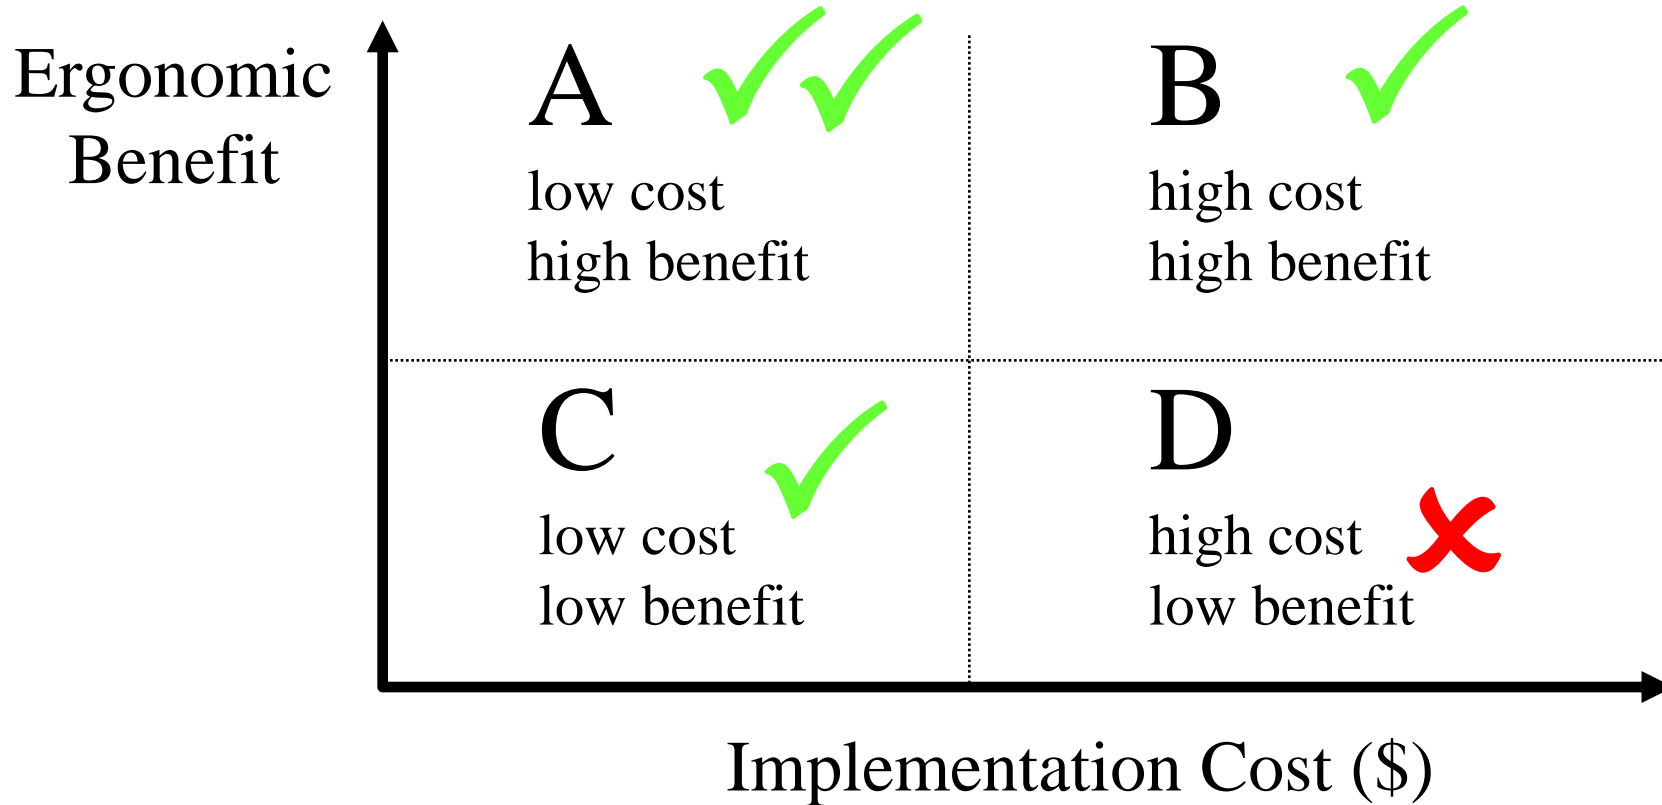 Ergonomic
Benefit
A
low cost
high benefit
B
high cost
high benefit
C
low cost
low benefit
D
high cost
low benefit
Implementation Cost ($)